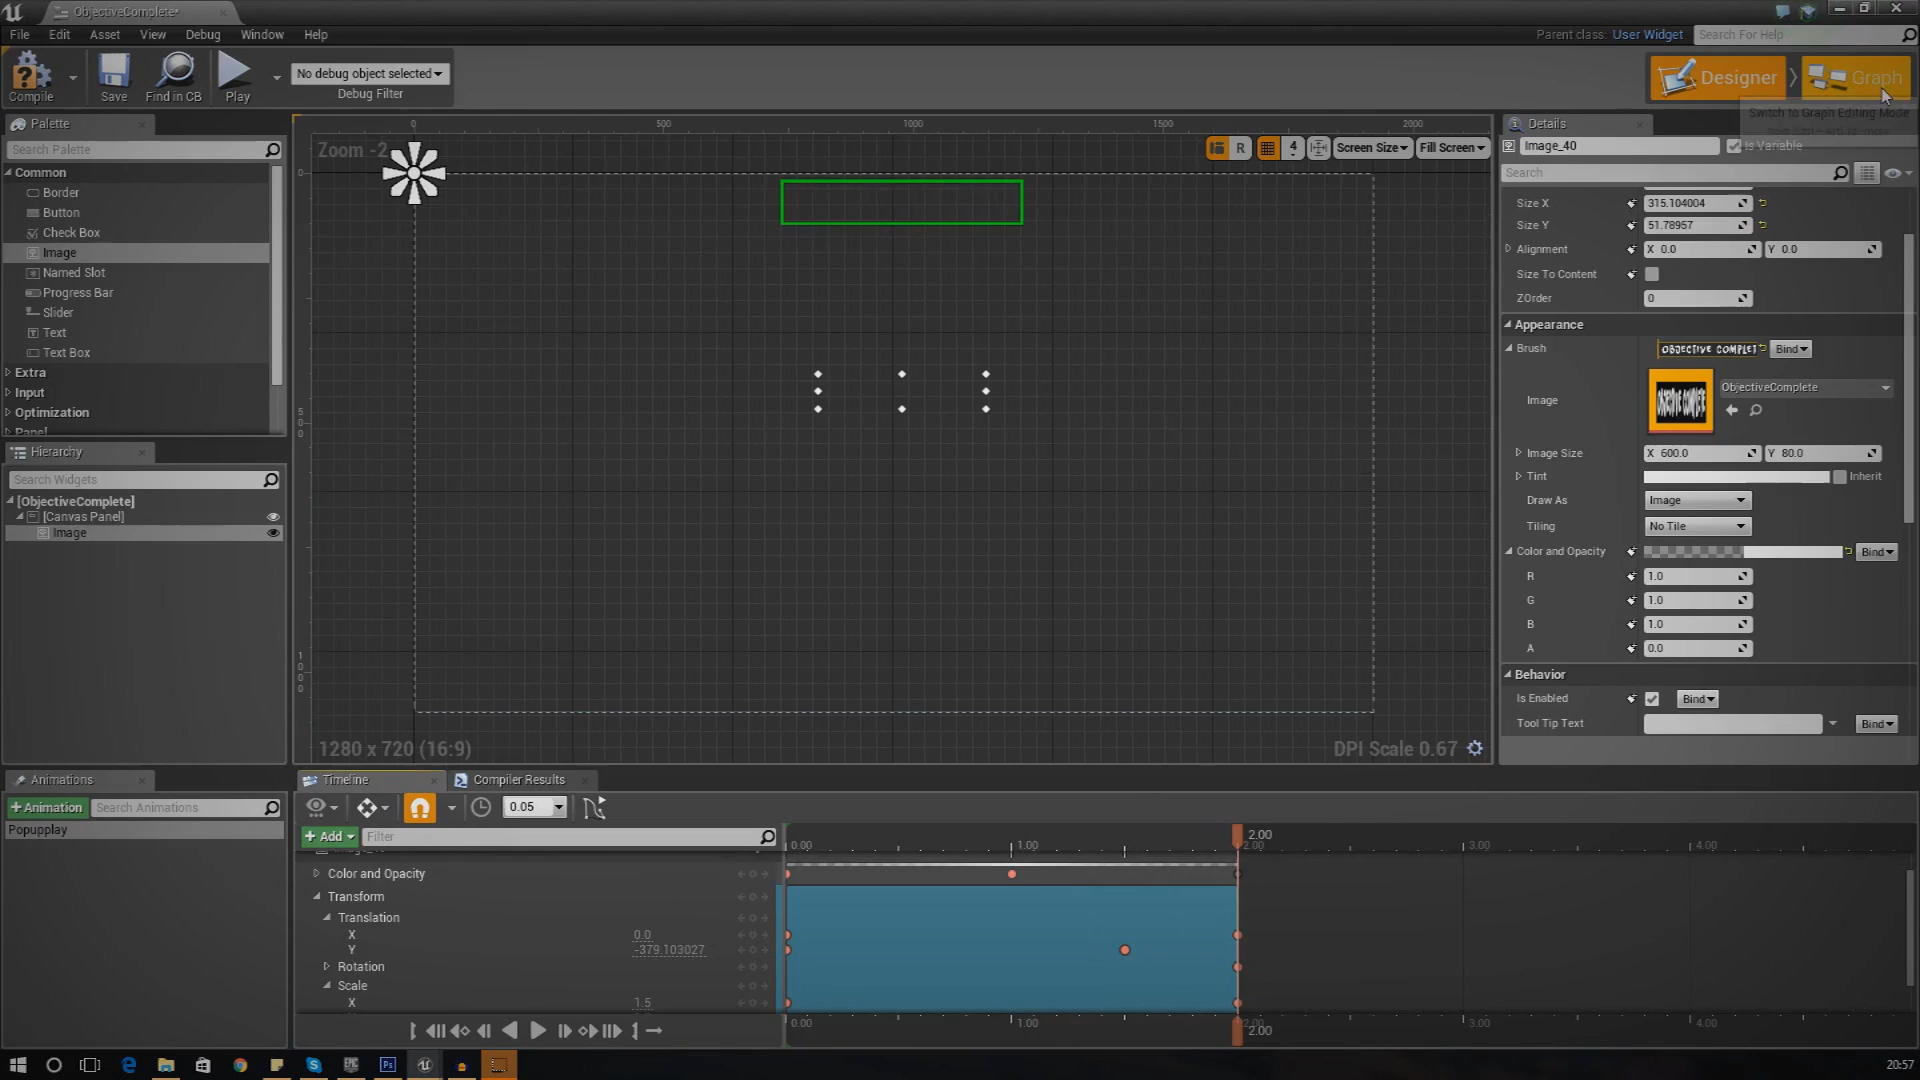 ObjectiveComplete*
File Edit Asset View Debug Window Help
Parent class: User Widget
Search For Help
Compile
Save
Find in CB
Play
No debug object selected
Debug Filter
Designer
Graph
Switch to Graph Editing Mode
Palette
Search Palette
Common
Border
Button
Check Box
Image
Named Slot
Progress Bar
Slider
Text
Text Box
Extra
Input
Optimization
Panel
Hierarchy
Search Widgets
[ObjectiveComplete]
[Canvas Panel]
Image
0 500 1000 1500 2000
Zoom -2
R
4
Screen Size
Fill Screen
0
500
1000
1280 x 720 (16:9)
DPI Scale 0.67
Details
Image_40
Is Variable
Search
Size X 315.104004
Size Y 51.78957
Alignment X 0.0 Y 0.0
Size To Content
ZOrder 0
Appearance
Brush OBJECTIVE COMPLET Bind
Image OBJECTIVE COMPLETE ObjectiveComplete
Image Size X 600.0 Y 80.0
Tint Inherit
Draw As Image
Tiling No Tile
Color and Opacity Bind
R 1.0
G 1.0
B 1.0
A 0.0
Behavior
Is Enabled Bind
Tool Tip Text Bind
Animations
+Animation Search Animations
Popupplay
Timeline
Compiler Results
0.05
+ Add Filter
2.00
0.00 1.00 2.00 3.00 4.00
Color and Opacity
Transform
Translation
X 0.0
Y -379.103027
Rotation
Scale
X 1.5
0.00 1.00 2.00 3.00 4.00
2.00
20:57